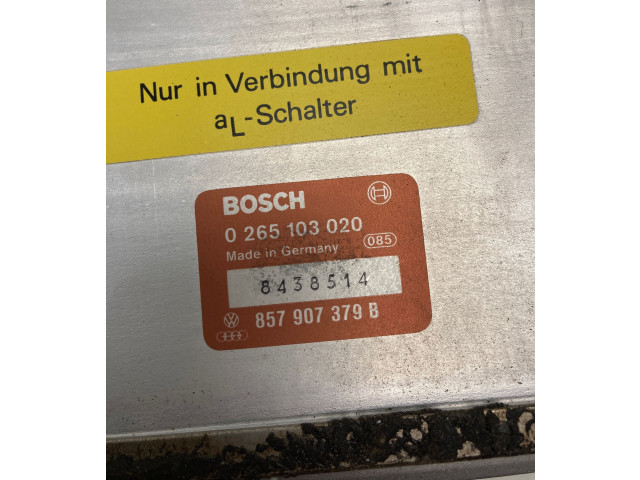 Nur in Verbindung mit
aL-Schalter
BOSCH
0 265 103 020
Made in Germany 085
8438514
857 907 379 B